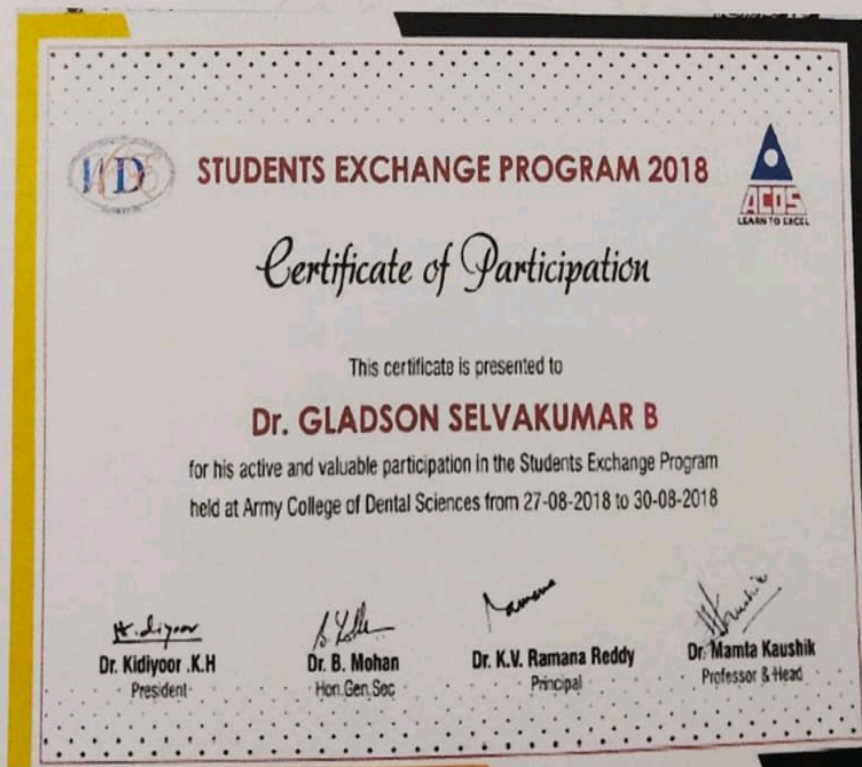 STUDENTS EXCHANGE PROGRAM 2018
ACDS
LEARN TO EXCEL
Certificate of Participation
This certificate is presented to
Dr. GLADSON SELVAKUMAR B
for his active and valuable participation in the Students Exchange Program
held at Army College of Dental Sciences from 27-08-2018 to 30-08-2018
Dr. Kidiyoor .K.H
President
Dr. B. Mohan
Hon.Gen.Sec
Dr. K.V. Ramana Reddy
Principal
Dr. Mamta Kaushik
Professor & Head